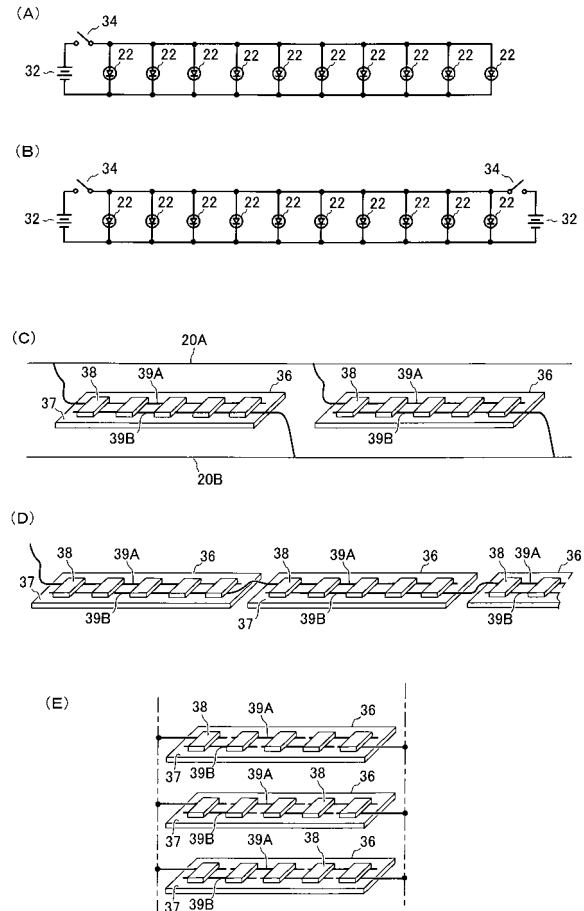 (A)
34
32 22 22 22 22 22 22 22 22 22 22
(B)
34 34
32 22 22 22 22 22 22 22 22 22 22 32
(C)
20A
38 39A 36 38 39A 36
37 39B 37 39B
20B
(D)
38 39A 36 38 39A 36 38 39A 36
37 39B 37 39B 39B
(E)
38 39A 36
37 39B
39A 38 36
37 39B
39A 38 36
37 39B